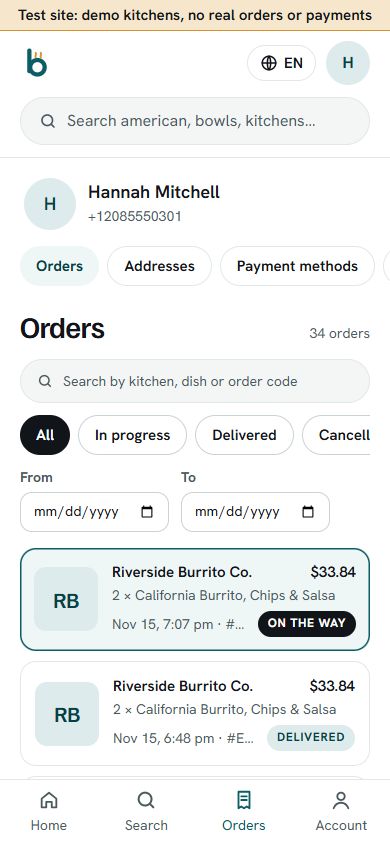 Test site: demo kitchens, no real orders or payments
b
EN
H
Search american, bowls, kitchens...
H
Hannah Mitchell
+12085550301
Orders
Addresses
Payment methods
Orders
34 orders
Search by kitchen, dish or order code
All
In progress
Delivered
Cancell
From
To
mm/dd/yyyy
mm/dd/yyyy
RB
Riverside Burrito Co.
$33.84
2 × California Burrito, Chips & Salsa
Nov 15, 7:07 pm · #...
ON THE WAY
RB
Riverside Burrito Co.
$33.84
2 × California Burrito, Chips & Salsa
Nov 15, 6:48 pm · #E...
DELIVERED
Home
Search
Orders
Account